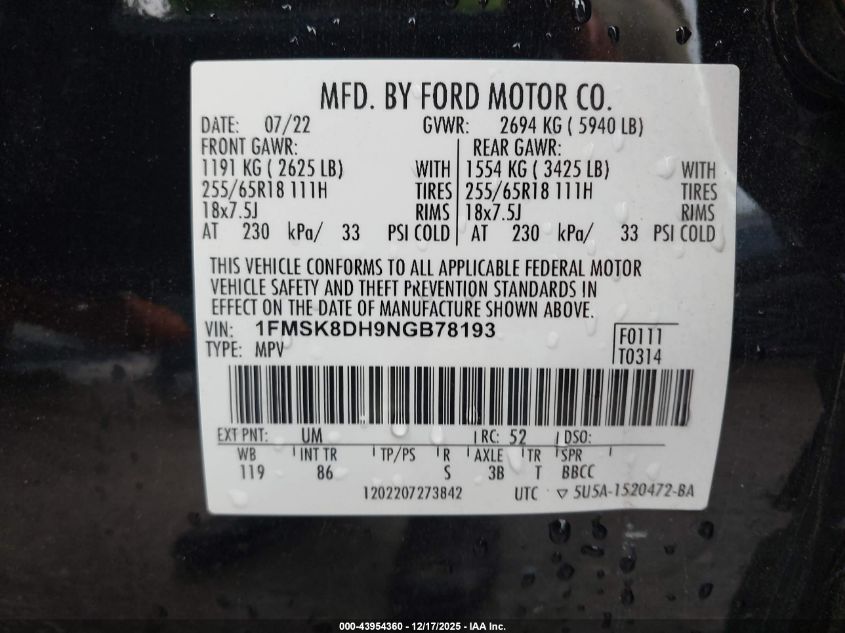 MFD. BY FORD MOTOR CO.
DATE: 07/22 GVWR: 2694 KG ( 5940 LB)
FRONT GAWR: REAR GAWR:
1191 KG ( 2625 LB) WITH 1554 KG ( 3425 LB) WITH
255/65R18 111H TIRES 255/65R18 111H TIRES
18x7.5J RIMS 18x7.5J RIMS
AT 230 kPa/ 33 PSI COLD AT 230 kPa/ 33 PSI COLD
THIS VEHICLE CONFORMS TO ALL APPLICABLE FEDERAL MOTOR
VEHICLE SAFETY AND THEFT PREVENTION STANDARDS IN
EFFECT ON THE DATE OF MANUFACTURE SHOWN ABOVE.
VIN: 1FMSK8DH9NGB78193 F0111
TYPE: MPV T0314
EXT PNT: UM RC: 52 DSO:
WB INT TR TP/PS R AXLE TR SPR
119 86 S 3B T BBCC
1202207273842 UTC ▽ 5U5A-1520472-BA
000-43954360 - 12/17/2025 - IAA Inc.